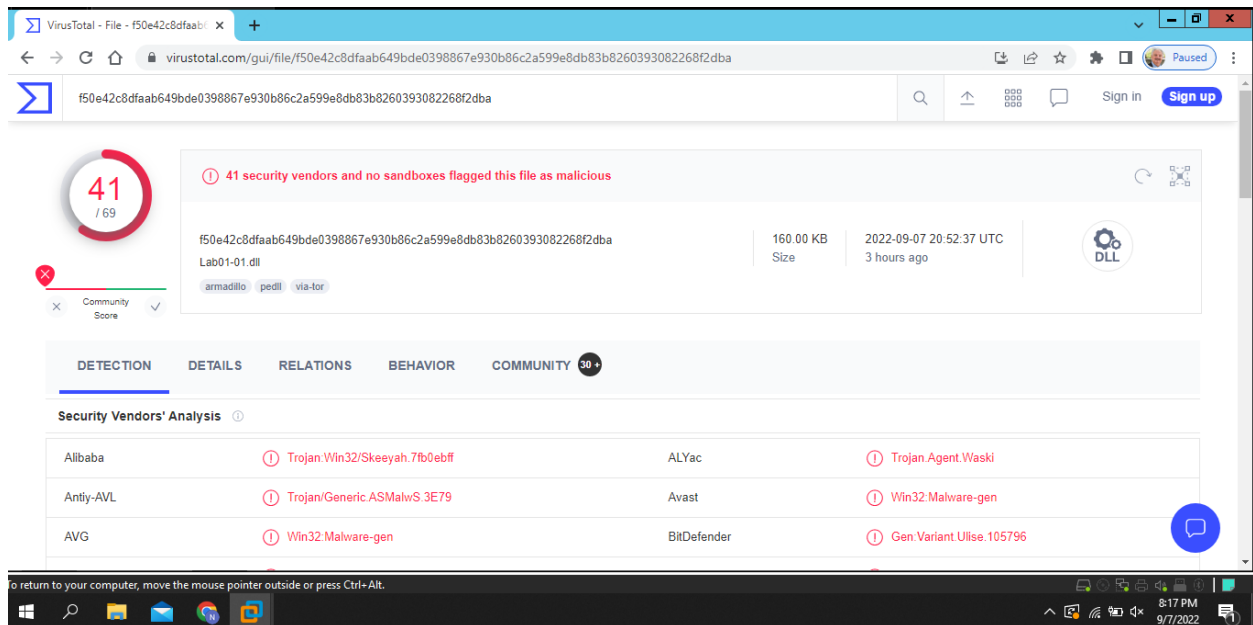 VirusTotal - File - f50e42c8dfaab6
virustotal.com/gui/file/f50e42c8dfaab649bde0398867e930b86c2a599e8db83b8260393082268f2dba
Paused
f50e42c8dfaab649bde0398867e930b86c2a599e8db83b8260393082268f2dba
Sign in
Sign up
41
/ 69
41 security vendors and no sandboxes flagged this file as malicious
f50e42c8dfaab649bde0398867e930b86c2a599e8db83b8260393082268f2dba
Lab01-01.dll
armadillo pedll via-tor
160.00 KB
Size
2022-09-07 20:52:37 UTC
3 hours ago
DLL
Community
Score
DETECTION DETAILS RELATIONS BEHAVIOR COMMUNITY 30+
Security Vendors' Analysis
Alibaba Trojan:Win32/Skeeyah.7fb0ebff ALYac Trojan.Agent.Waski
Antiy-AVL Trojan/Generic.ASMalwS.3E79 Avast Win32:Malware-gen
AVG Win32:Malware-gen BitDefender Gen:Variant.Ulise.105796
To return to your computer, move the mouse pointer outside or press Ctrl+Alt.
8:17 PM
9/7/2022
1